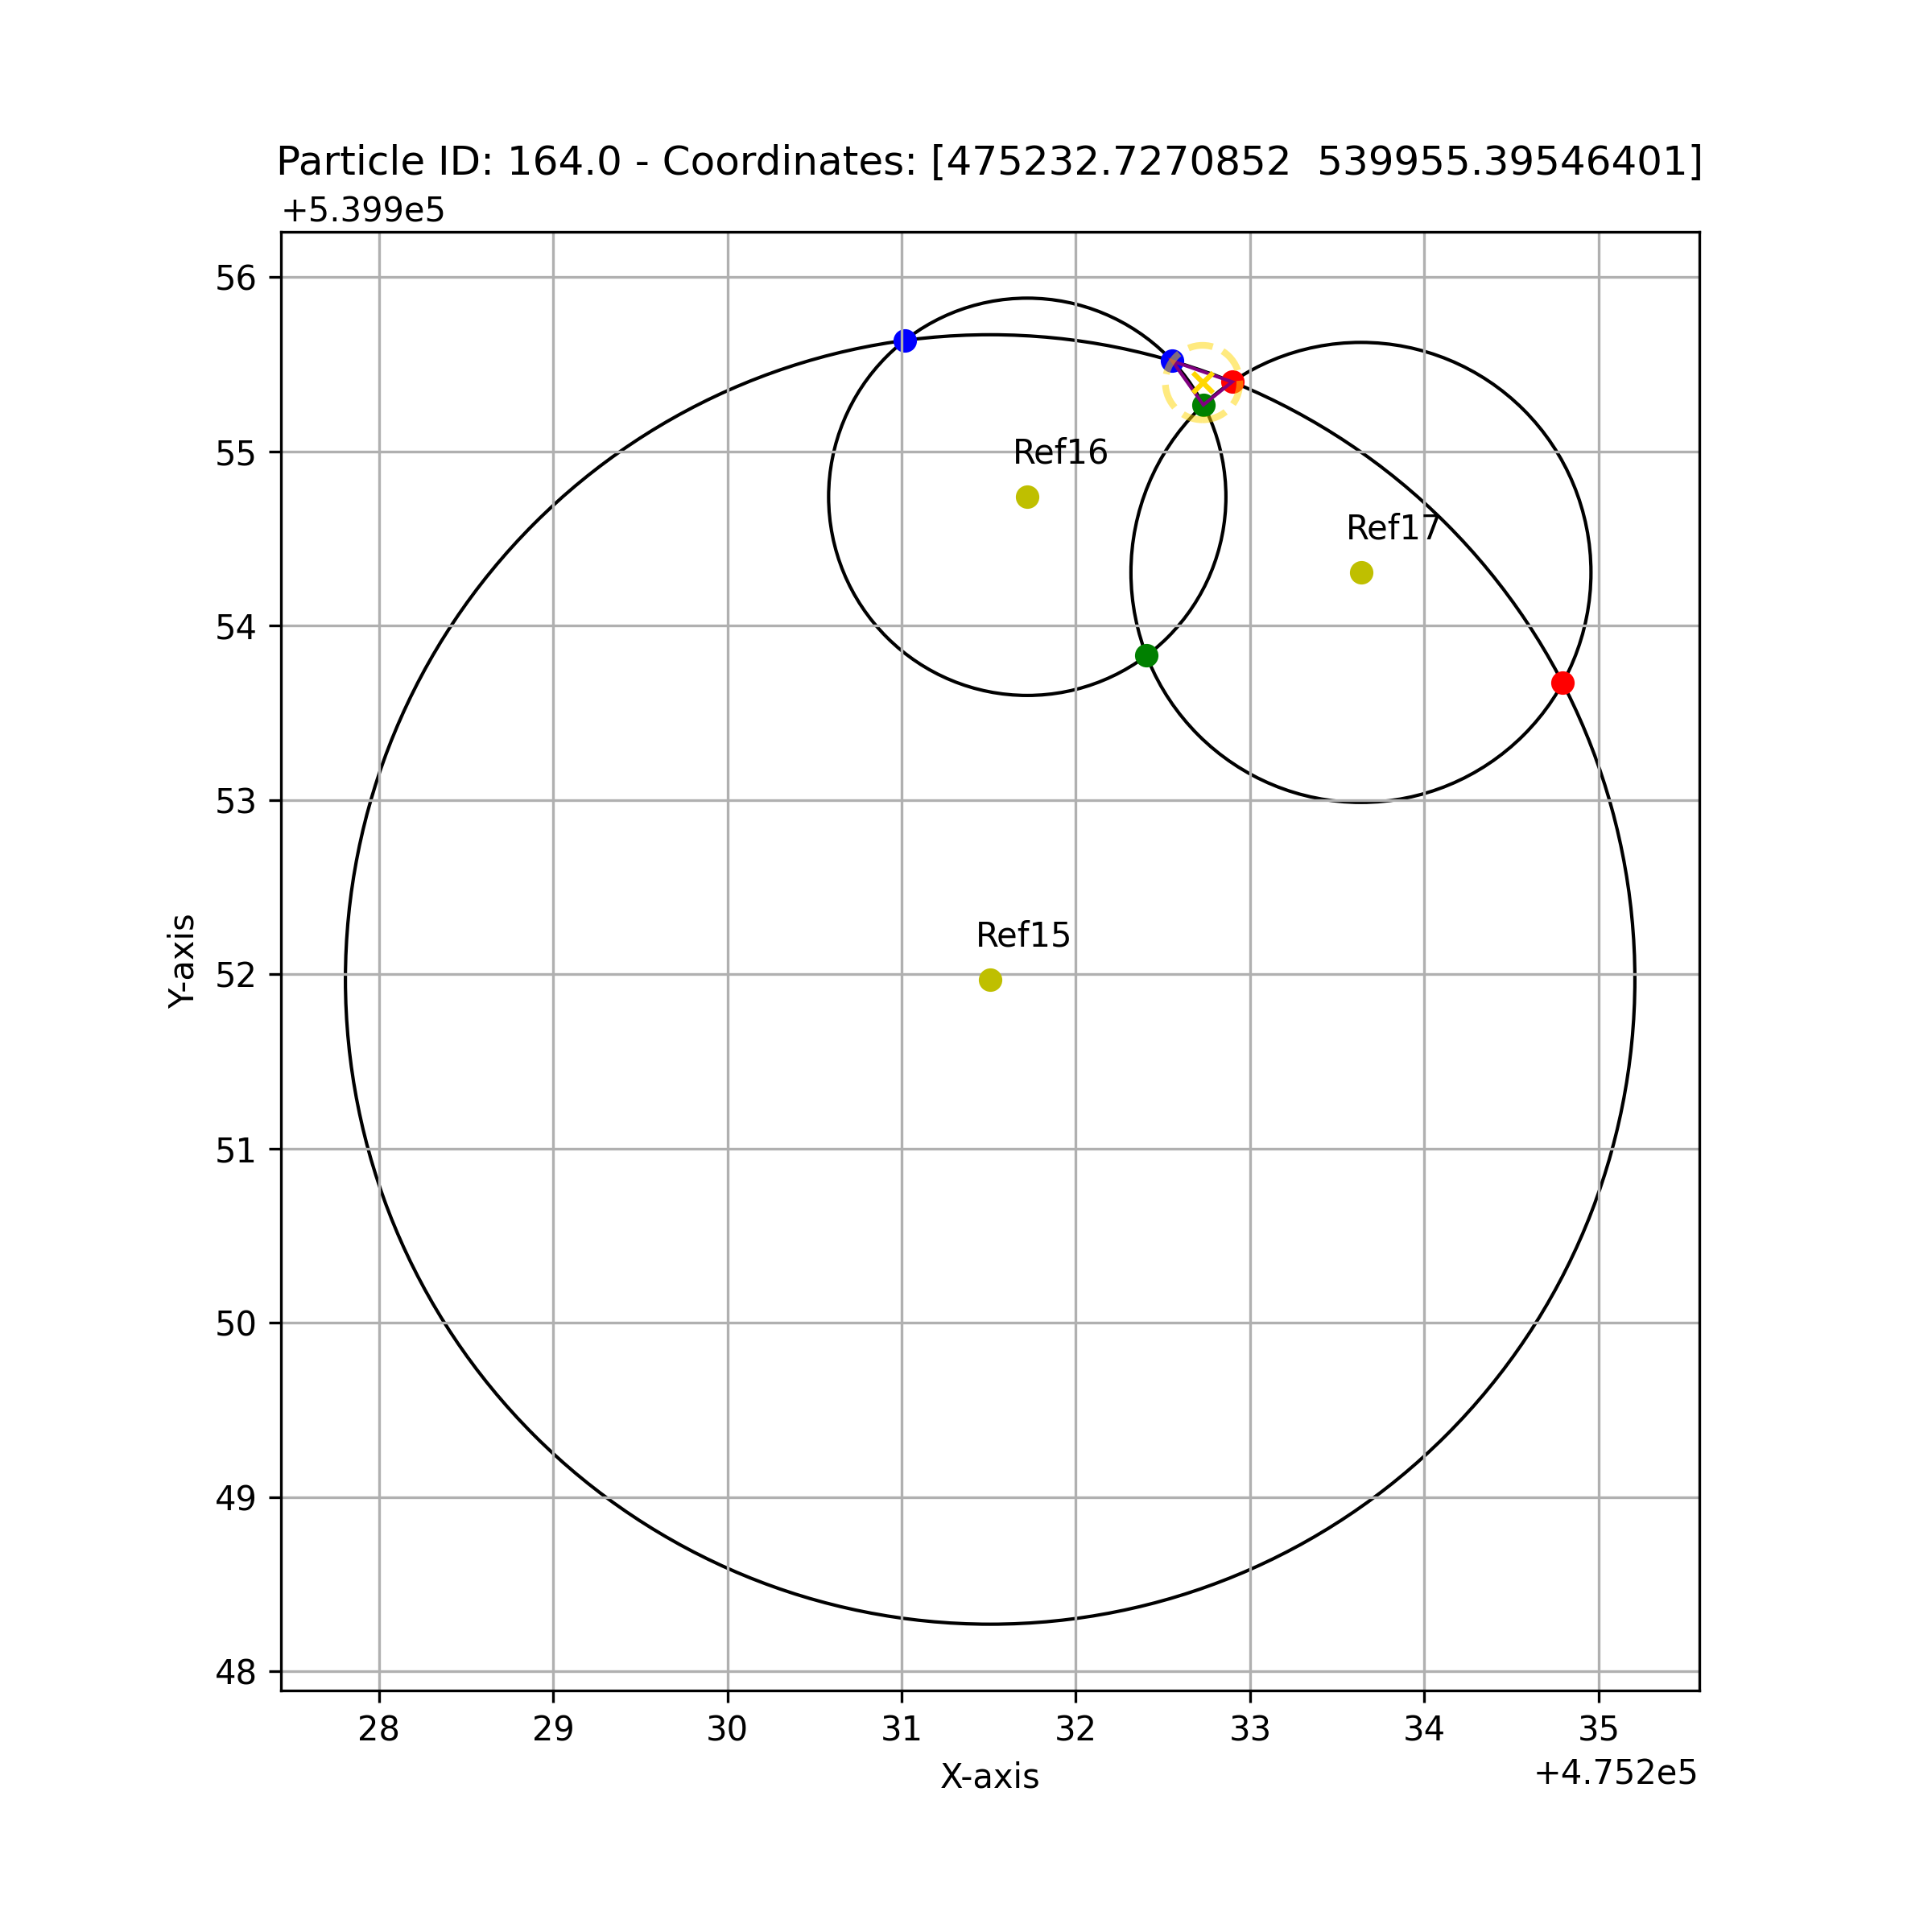 Particle ID: 164.0 - Coordinates: [475232.7270852  539955.39546401]
+5.399e5
56
55
54
53
52
51
50
49
48
Y-axis
Ref16
Ref17
Ref15
28 29 30 31 32 33 34 35
X-axis
+4.752e5